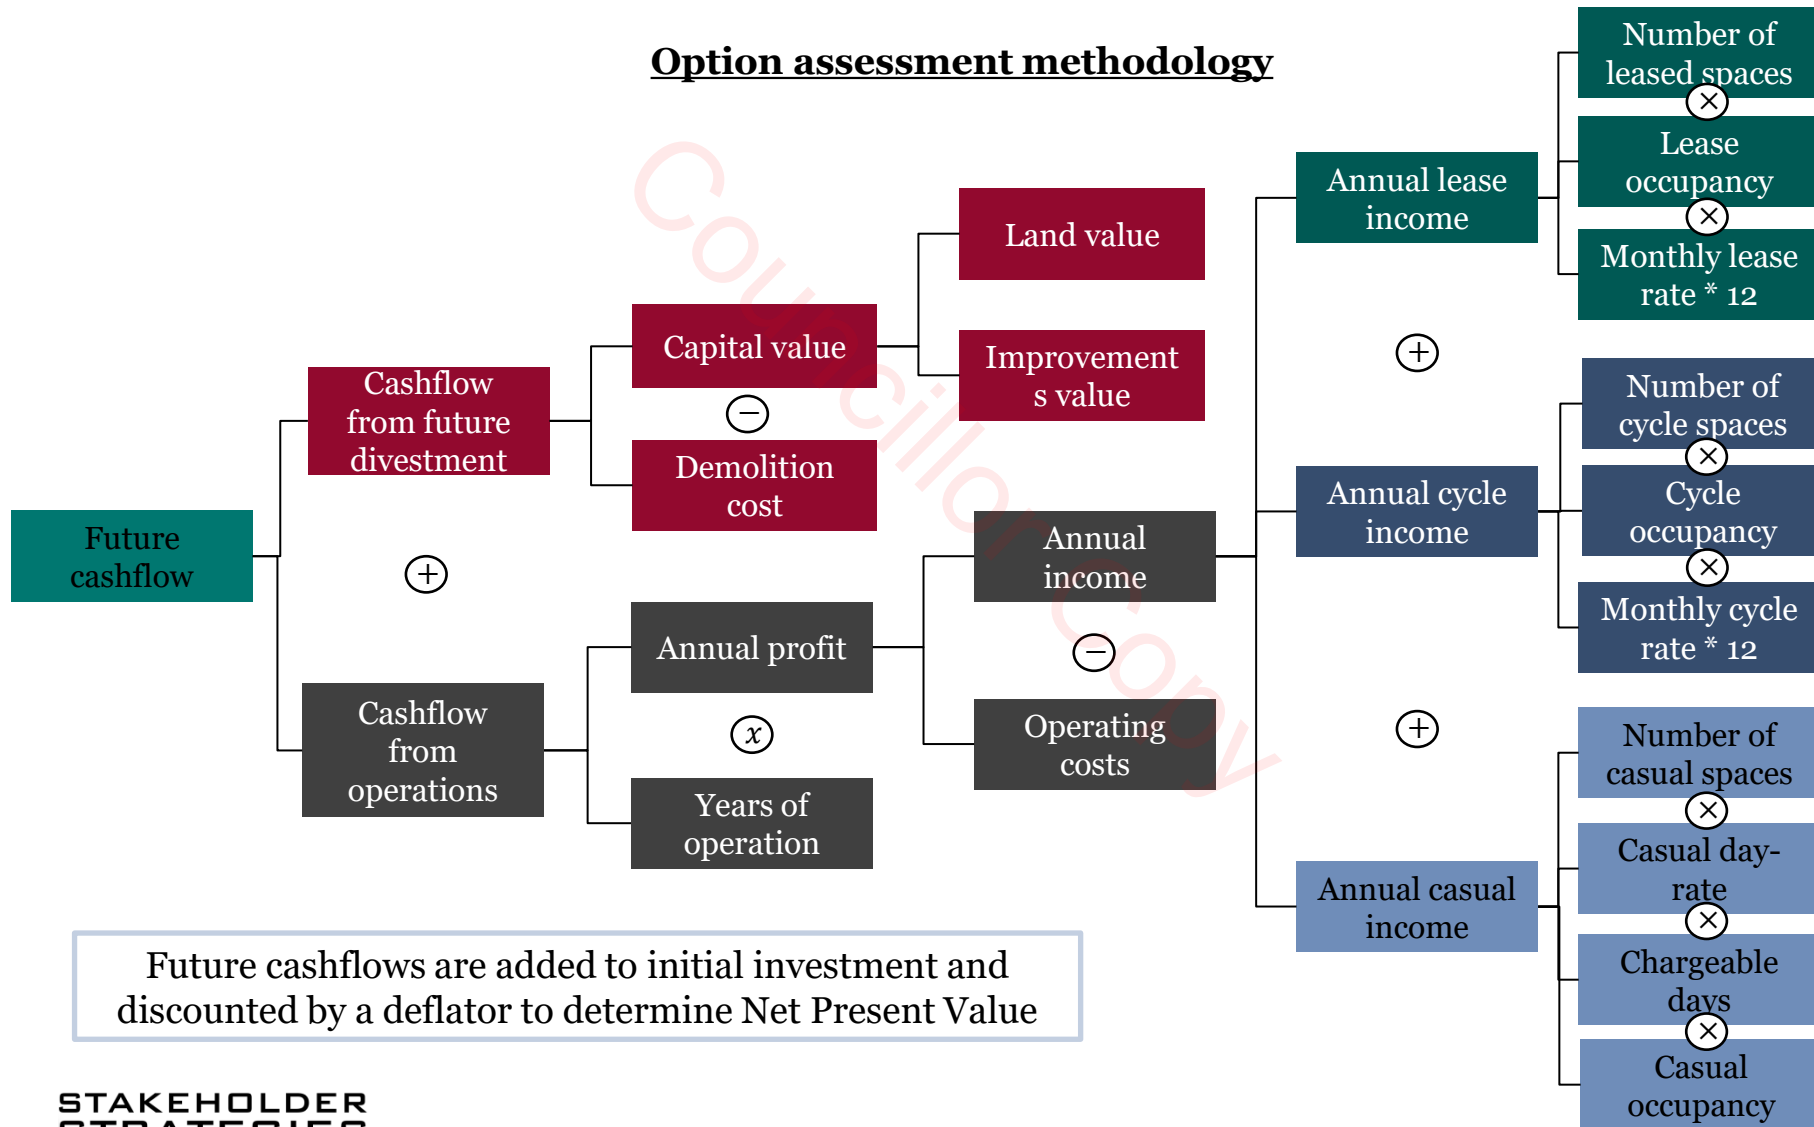 Option assessment methodology
Future
cashflow
+
Cashflow
from future
divestment
Cashflow
from
operations
Capital value
−
Demolition
cost
Annual profit
x
Years of
operation
Land value
Improvement
s value
Annual
income
−
Operating
costs
Annual lease
income
+
Annual cycle
income
+
Annual casual
income
Number of
leased spaces
×
Lease
occupancy
×
Monthly lease
rate * 12
Number of
cycle spaces
×
Cycle
occupancy
×
Monthly cycle
rate * 12
Number of
casual spaces
×
Casual day-
rate
×
Chargeable
days
×
Casual
occupancy
Future cashflows are added to initial investment and
discounted by a deflator to determine Net Present Value
Councillor Copy
STAKEHOLDER
STRATEGIES